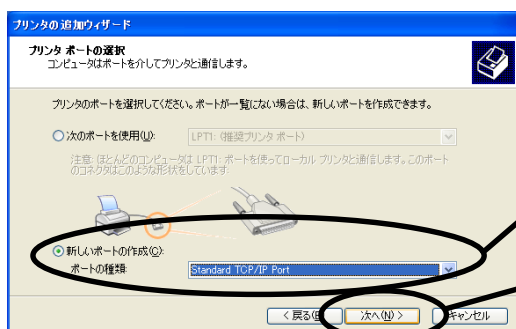 プリンタの追加ウィザード
プリンタ ポートの選択
コンピュータはポートを介してプリンタと通信します。
プリンタのポートを選択してください。ポートが一覧にない場合は、新しいポートを作成できます。
次のポートを使用(U):
LPT1: (推奨プリンタ ポート)
注意: ほとんどのコンピュータは LPT1: ポートを使ってローカル プリンタと通信します。このポート
のコネクタはこのような形状をしています:
新しいポートの作成(C):
ポートの種類:
Standard TCP/IP Port
< 戻る(B)
次へ(N) >
キャンセル